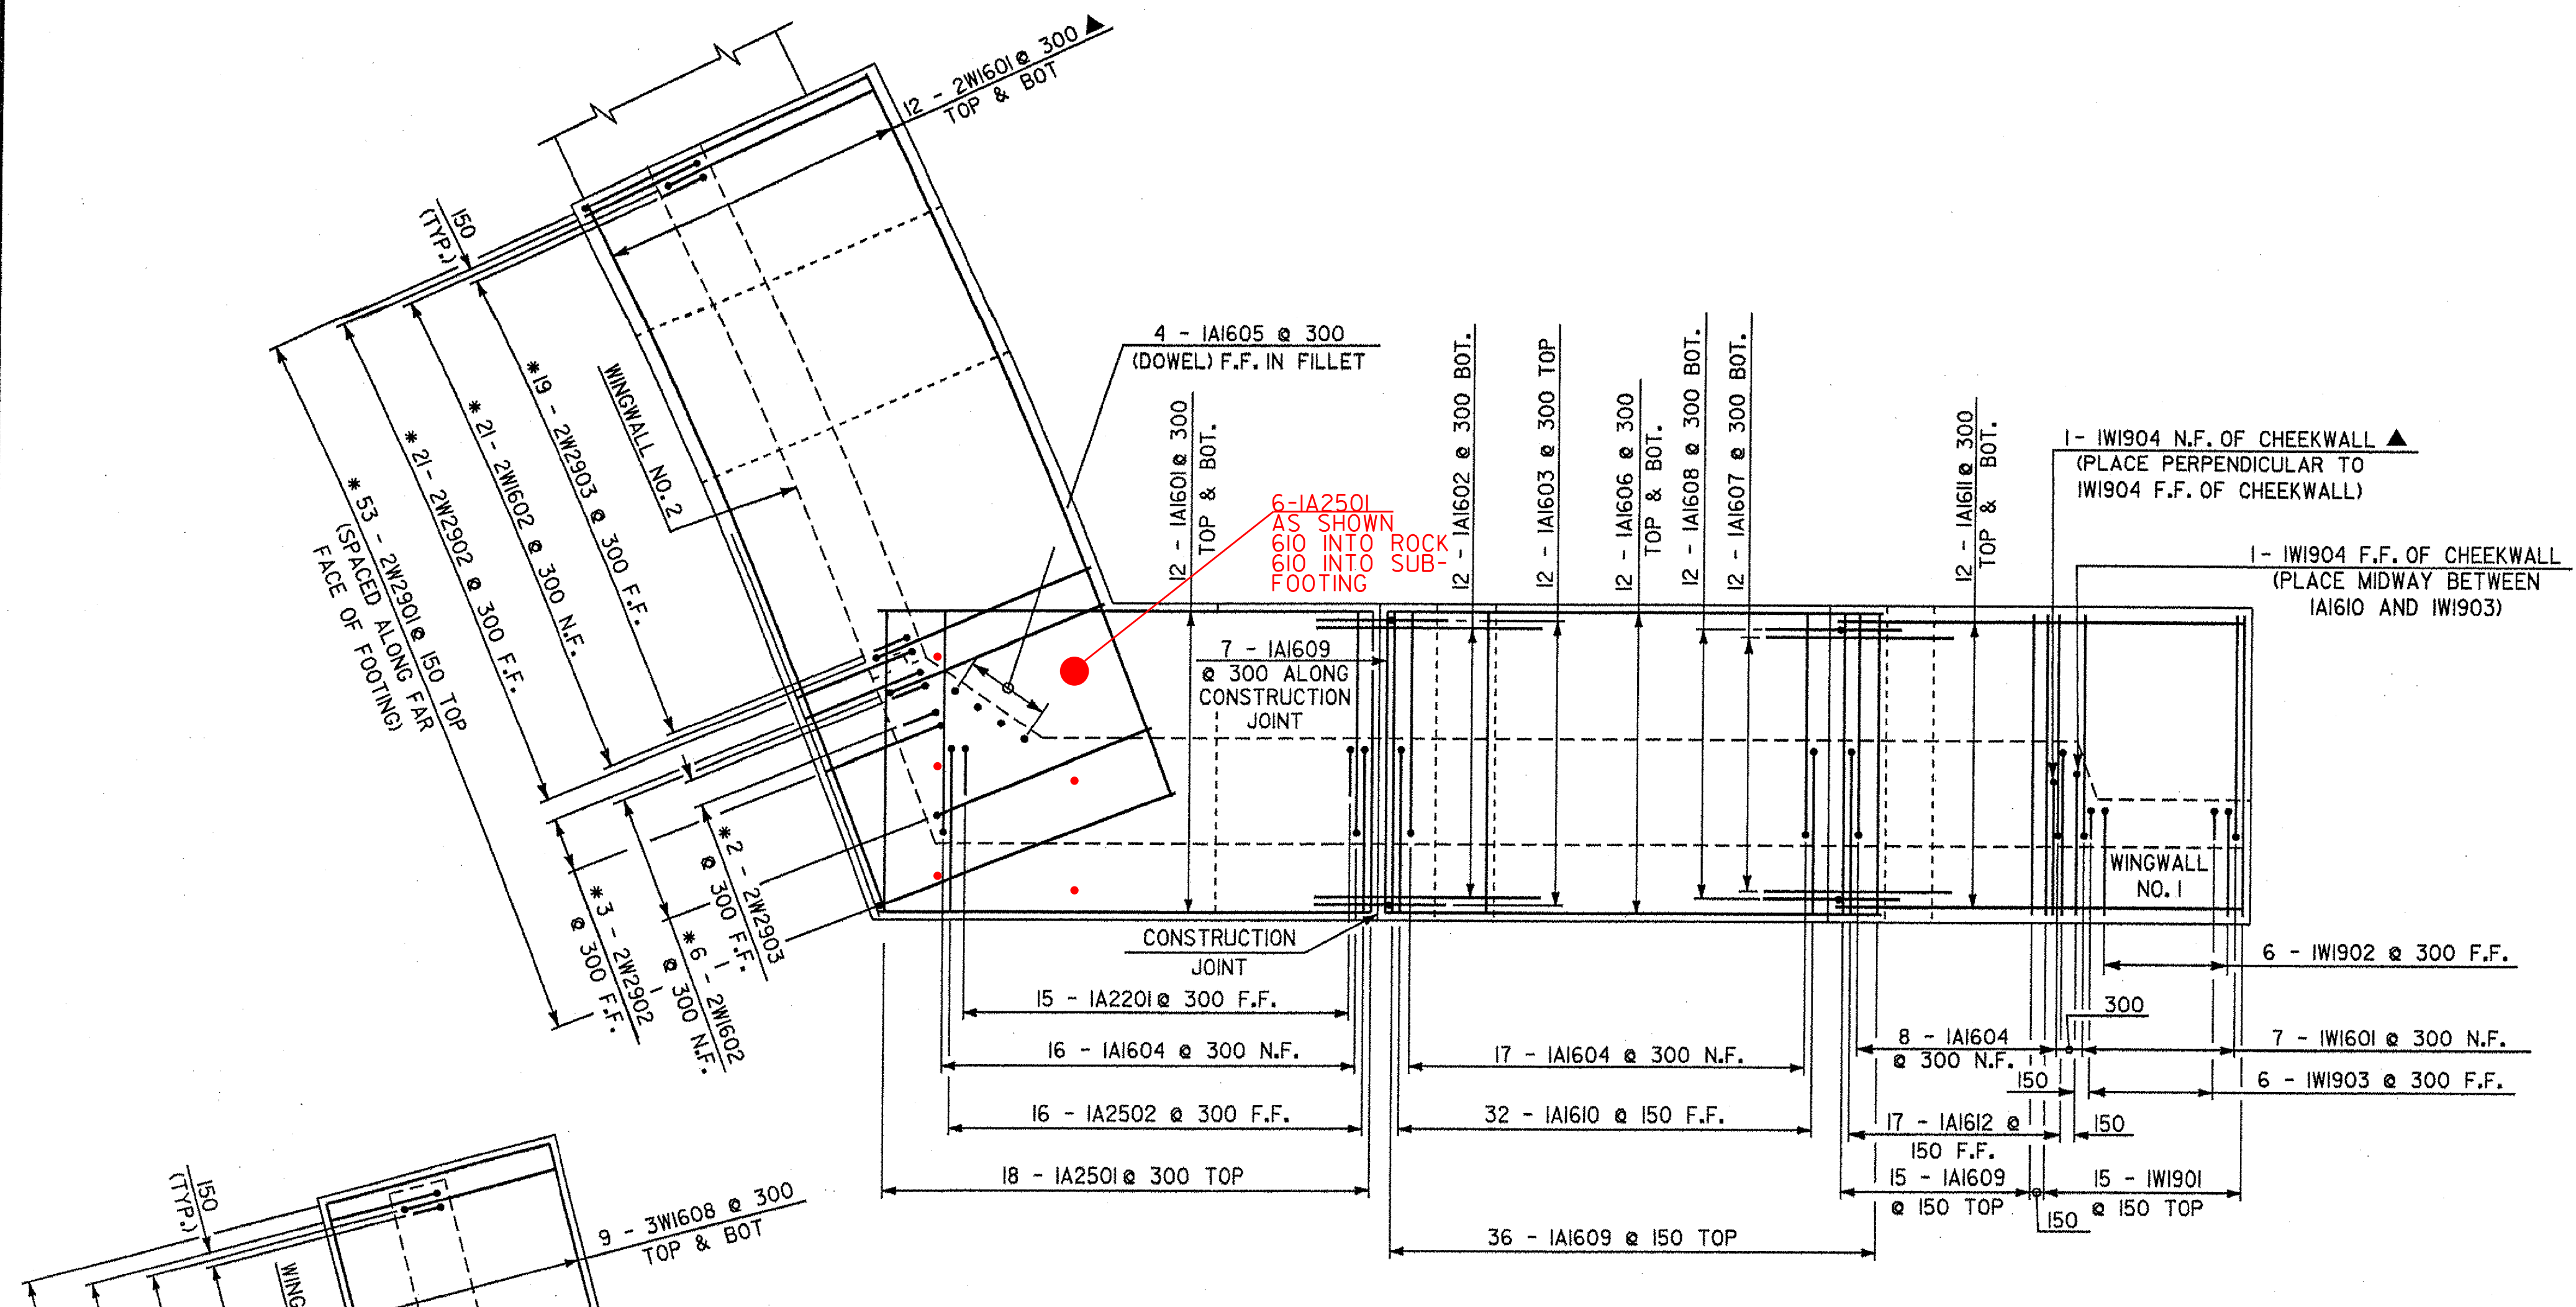 12 - 2W1601 @ 300 ▲
TOP & BOT
150
(TYP.)
*19 - 2W2903 @ 300 F.F.
*21 - 2W1602 @ 300 N.F.
*21 - 2W2902 @ 300 F.F.
*53 - 2W2901 @ 150 TOP
(SPACED ALONG FAR
FACE OF FOOTING)
WINGWALL NO. 2
4 - 1A1605 @ 300
(DOWEL) F.F. IN FILLET
6-1A2501
AS SHOWN
610 INTO ROCK
610 INTO SUB-
FOOTING
12 - 1A1601 @ 300
TOP & BOT.
12 - 1A1602 @ 300 BOT.
12 - 1A1603 @ 300 TOP
12 - 1A1606 @ 300
TOP & BOT.
12 - 1A1608 @ 300 BOT.
12 - 1A1607 @ 300 BOT.
12 - 1A1611 @ 300
TOP & BOT.
1 - 1W1904 N.F. OF CHEEKWALL ▲
(PLACE PERPENDICULAR TO
1W1904 F.F. OF CHEEKWALL)
1 - 1W1904 F.F. OF CHEEKWALL
(PLACE MIDWAY BETWEEN
1A1610 AND 1W1903)
7 - 1A1609
@ 300 ALONG
CONSTRUCTION
JOINT
WINGWALL
NO. 1
*2 - 2W2903
@ 300 F.F.
*6 - 2W1602
@ 300 N.F.
*3 - 2W2902
@ 300 F.F.
CONSTRUCTION
JOINT
15 - 1A2201 @ 300 F.F.
16 - 1A1604 @ 300 N.F.
16 - 1A2502 @ 300 F.F.
18 - 1A2501 @ 300 TOP
17 - 1A1604 @ 300 N.F.
32 - 1A1610 @ 150 F.F.
36 - 1A1609 @ 150 TOP
8 - 1A1604
@ 300 N.F.
17 - 1A1612 @
150 F.F.
15 - 1A1609
@ 150 TOP
150
15 - 1W1901
@ 150 TOP
6 - 1W1902 @ 300 F.F.
300
7 - 1W1601 @ 300 N.F.
150
6 - 1W1903 @ 300 F.F.
150
150
(TYP.)
9 - 3W1608 @ 300
TOP & BOT
WING